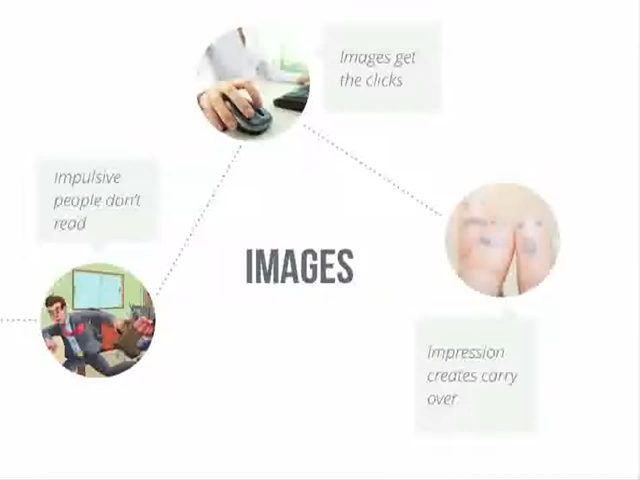 Images get
the clicks
Impulsive
people don't
read
IMAGES
Impression
creates carry
over